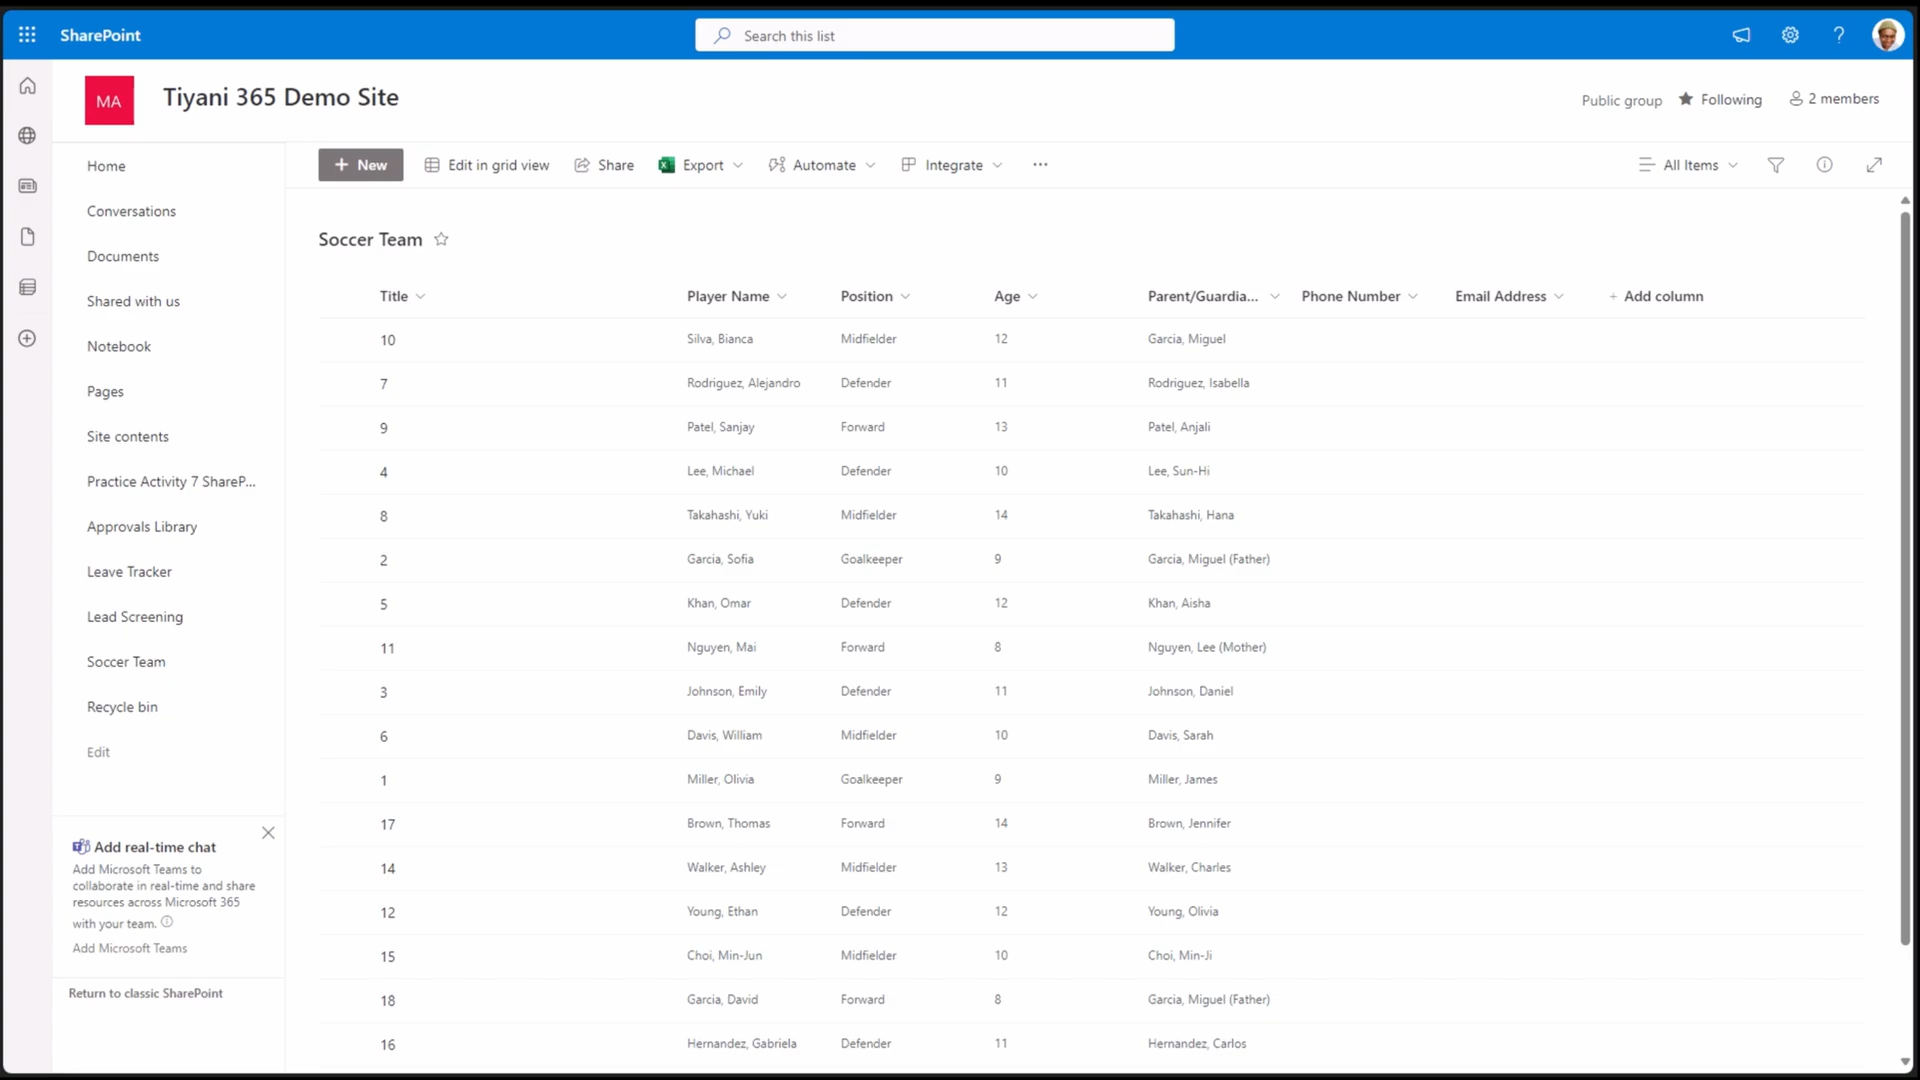 SharePoint
Search this list
?
MA
Tiyani 365 Demo Site
Public group
Following
2 members
Home
Conversations
Documents
Shared with us
Notebook
Pages
Site contents
Practice Activity 7 ShareP...
Approvals Library
Leave Tracker
Lead Screening
Soccer Team
Recycle bin
Edit
Add real-time chat
Add Microsoft Teams to
collaborate in real-time and share
resources across Microsoft 365
with your team.
Add Microsoft Teams
Return to classic SharePoint
+ New Edit in grid view Share Export Automate Integrate ... All Items
Soccer Team
Title Player Name Position Age Parent/Guardia... Phone Number Email Address + Add column
10 Silva, Bianca Midfielder 12 Garcia, Miguel
7 Rodriguez, Alejandro Defender 11 Rodriguez, Isabella
9 Patel, Sanjay Forward 13 Patel, Anjali
4 Lee, Michael Defender 10 Lee, Sun-Hi
8 Takahashi, Yuki Midfielder 14 Takahashi, Hana
2 Garcia, Sofia Goalkeeper 9 Garcia, Miguel (Father)
5 Khan, Omar Defender 12 Khan, Aisha
11 Nguyen, Mai Forward 8 Nguyen, Lee (Mother)
3 Johnson, Emily Defender 11 Johnson, Daniel
6 Davis, William Midfielder 10 Davis, Sarah
1 Miller, Olivia Goalkeeper 9 Miller, James
17 Brown, Thomas Forward 14 Brown, Jennifer
14 Walker, Ashley Midfielder 13 Walker, Charles
12 Young, Ethan Defender 12 Young, Olivia
15 Choi, Min-Jun Midfielder 10 Choi, Min-Ji
18 Garcia, David Forward 8 Garcia, Miguel (Father)
16 Hernandez, Gabriela Defender 11 Hernandez, Carlos